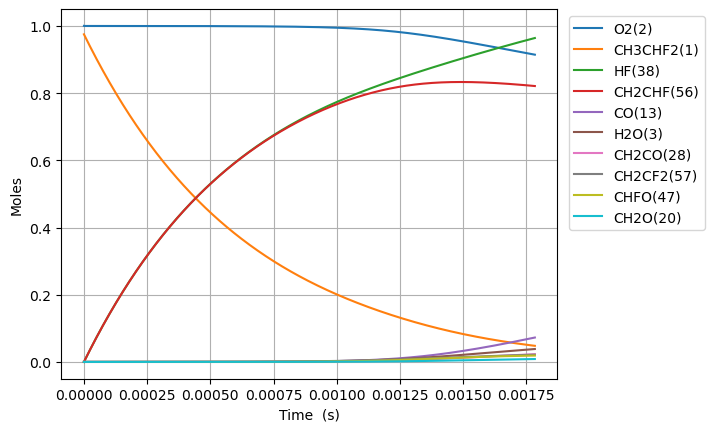 1.0
0.8
0.6
0.4
0.2
0.0
Moles
0.00000 0.00025 0.00050 0.00075 0.00100 0.00125 0.00150 0.00175
Time (s)
O2(2)
CH3CHF2(1)
HF(38)
CH2CHF(56)
CO(13)
H2O(3)
CH2CO(28)
CH2CF2(57)
CHFO(47)
CH2O(20)